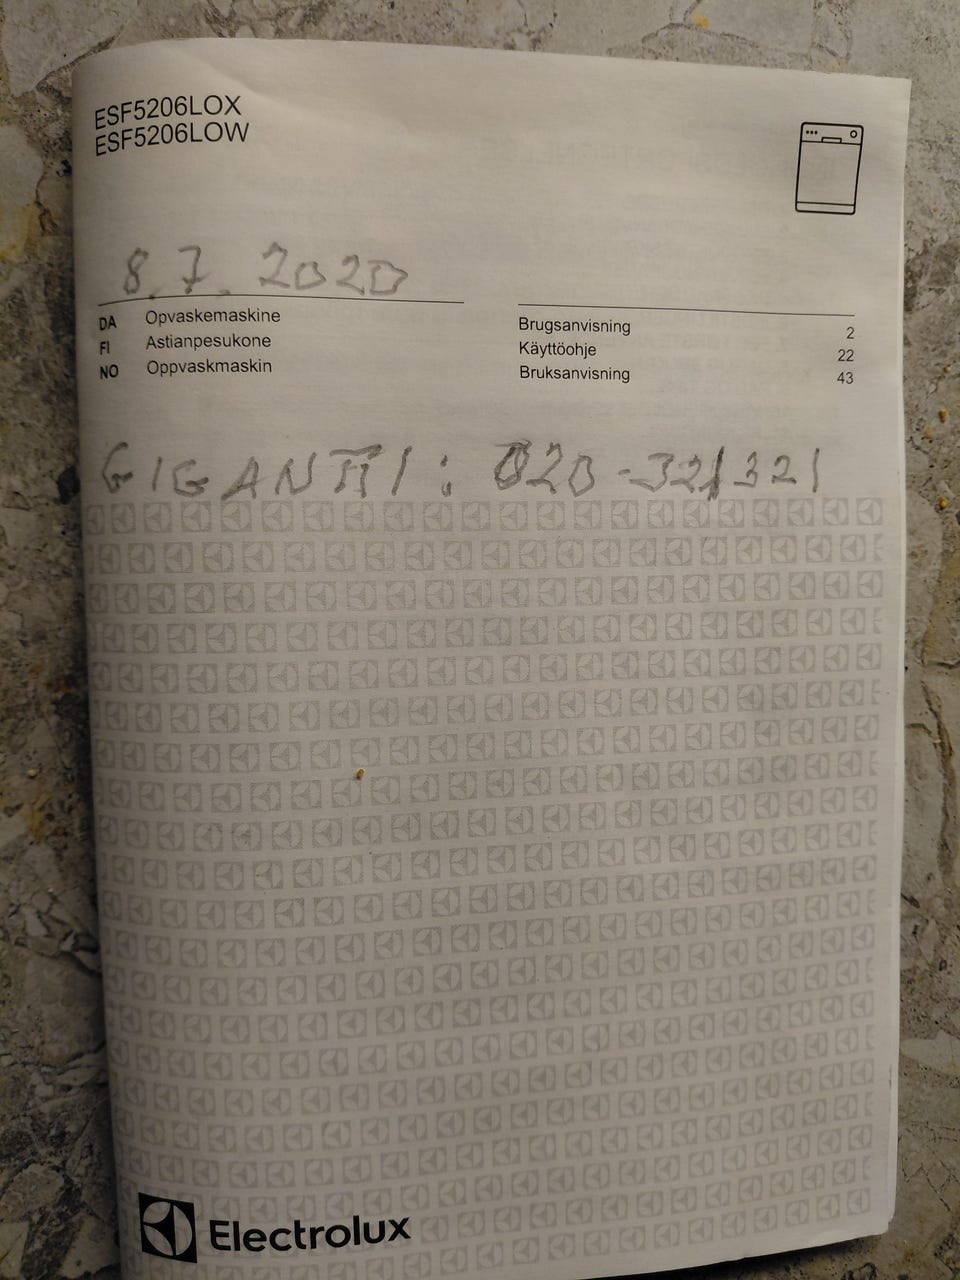 ESF5206LOX
ESF5206LOW
8.7.2020
DA Opvaskemaskine Brugsanvisning 2
FI Astianpesukone Käyttöohje 22
NO Oppvaskmaskin Bruksanvisning 43
GIGANTTI: 020-321321
Electrolux